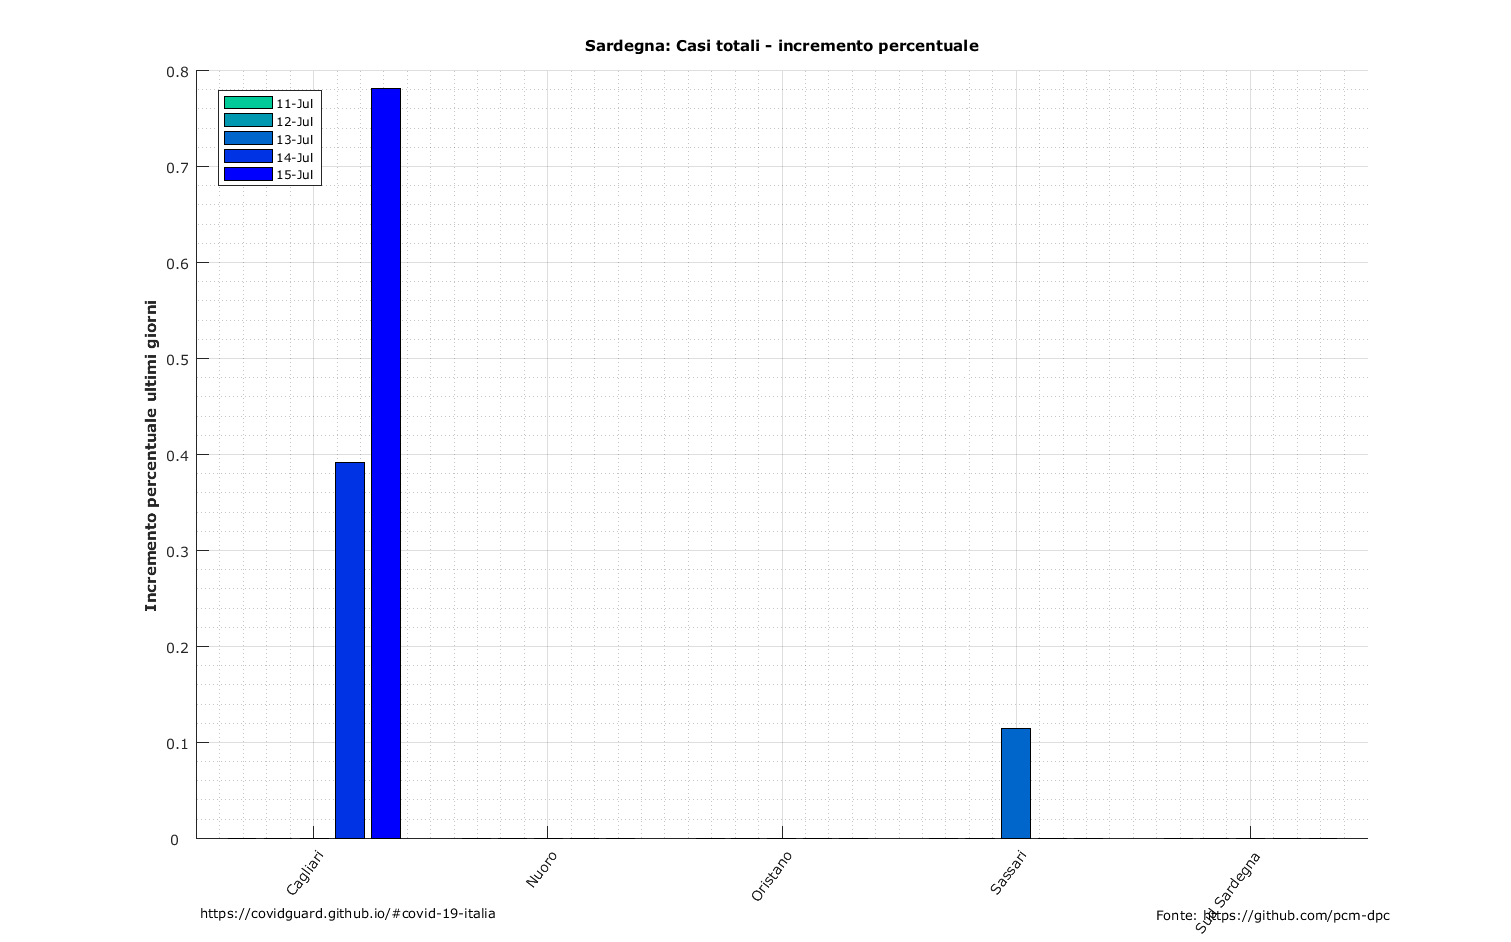 Sardegna: Casi totali - incremento percentuale
Incremento percentuale ultimi giorni
0.8
0.7
0.6
0.5
0.4
0.3
0.2
0.1
0
11-Jul
12-Jul
13-Jul
14-Jul
15-Jul
Cagliari
Nuoro
Oristano
Sassari
Sud Sardegna
https://covidguard.github.io/#covid-19-italia
Fonte: https://github.com/pcm-dpc